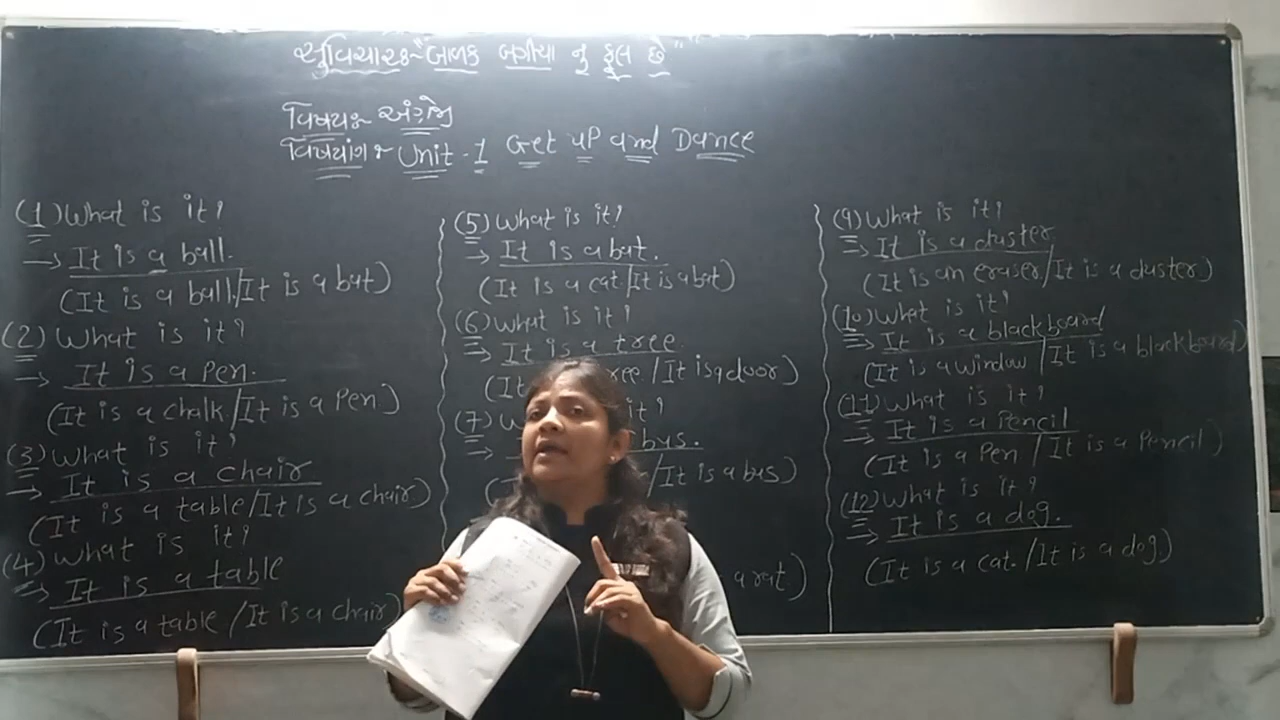 સુવિચારઃ- "બાળક બગીચા નુ ફૂલ છે"
વિષયઃ- અંગ્રેજી
વિષયાંગઃ- Unit-1 Get up and Dance
(1) What is it?
→ It is a ball.
(It is a ball./It is a bat)
(2) What is it?
→ It is a Pen.
(It is a chalk/It is a Pen)
(3) What is it?
→ It is a chair
(It is a table/It is a chair)
(4) What is it?
→ It is a table
(It is a table/It is a chair)
(5) What is it?
→ It is a bat.
(It is a cat/It is a bat)
(6) What is it?
→ It is a tree.
(It /It is a door)
(7) it?
→ bus.
/It is a bus)
a rat.)
(9) What is it?
→ It is a duster
(It is an eraser/It is a duster)
(10) What is it?
→ It is a blackboard
(It is a window/It is a blackboard)
(11) What is it?
→ It is a Pencil
(It is a Pen/It is a Pencil)
(12) What is it?
→ It is a dog.
(It is a cat./It is a dog)